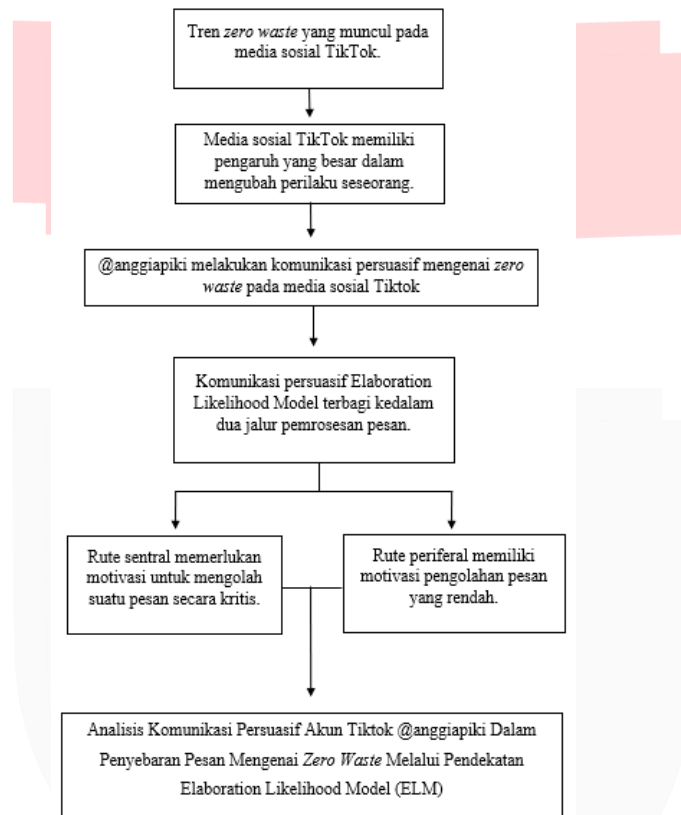 Tren zero waste yang muncul pada
media sosial TikTok.
Media sosial TikTok memiliki
pengaruh yang besar dalam
mengubah perilaku seseorang.
@anggiapiki melakukan komunikasi persuasif mengenai zero
waste pada media sosial Tiktok
Komunikasi persuasif Elaboration
Likelihood Model terbagi kedalam
dua jalur pemrosesan pesan.
Rute sentral memerlukan
motivasi untuk mengolah
suatu pesan secara kritis.
Rute periferal memiliki
motivasi pengolahan pesan
yang rendah.
Analisis Komunikasi Persuasif Akun Tiktok @anggiapiki Dalam
Penyebaran Pesan Mengenai Zero Waste Melalui Pendekatan
Elaboration Likelihood Model (ELM)